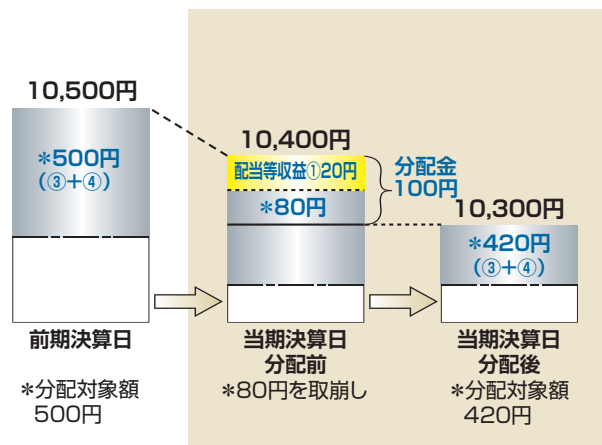 10,500円
*500円
(③+④)
前期決算日
*分配対象額
500円
10,400円
配当等収益①20円
*80円
分配金
100円
当期決算日
分配前
*80円を取崩し
10,300円
*420円
(③+④)
当期決算日
分配後
*分配対象額
420円